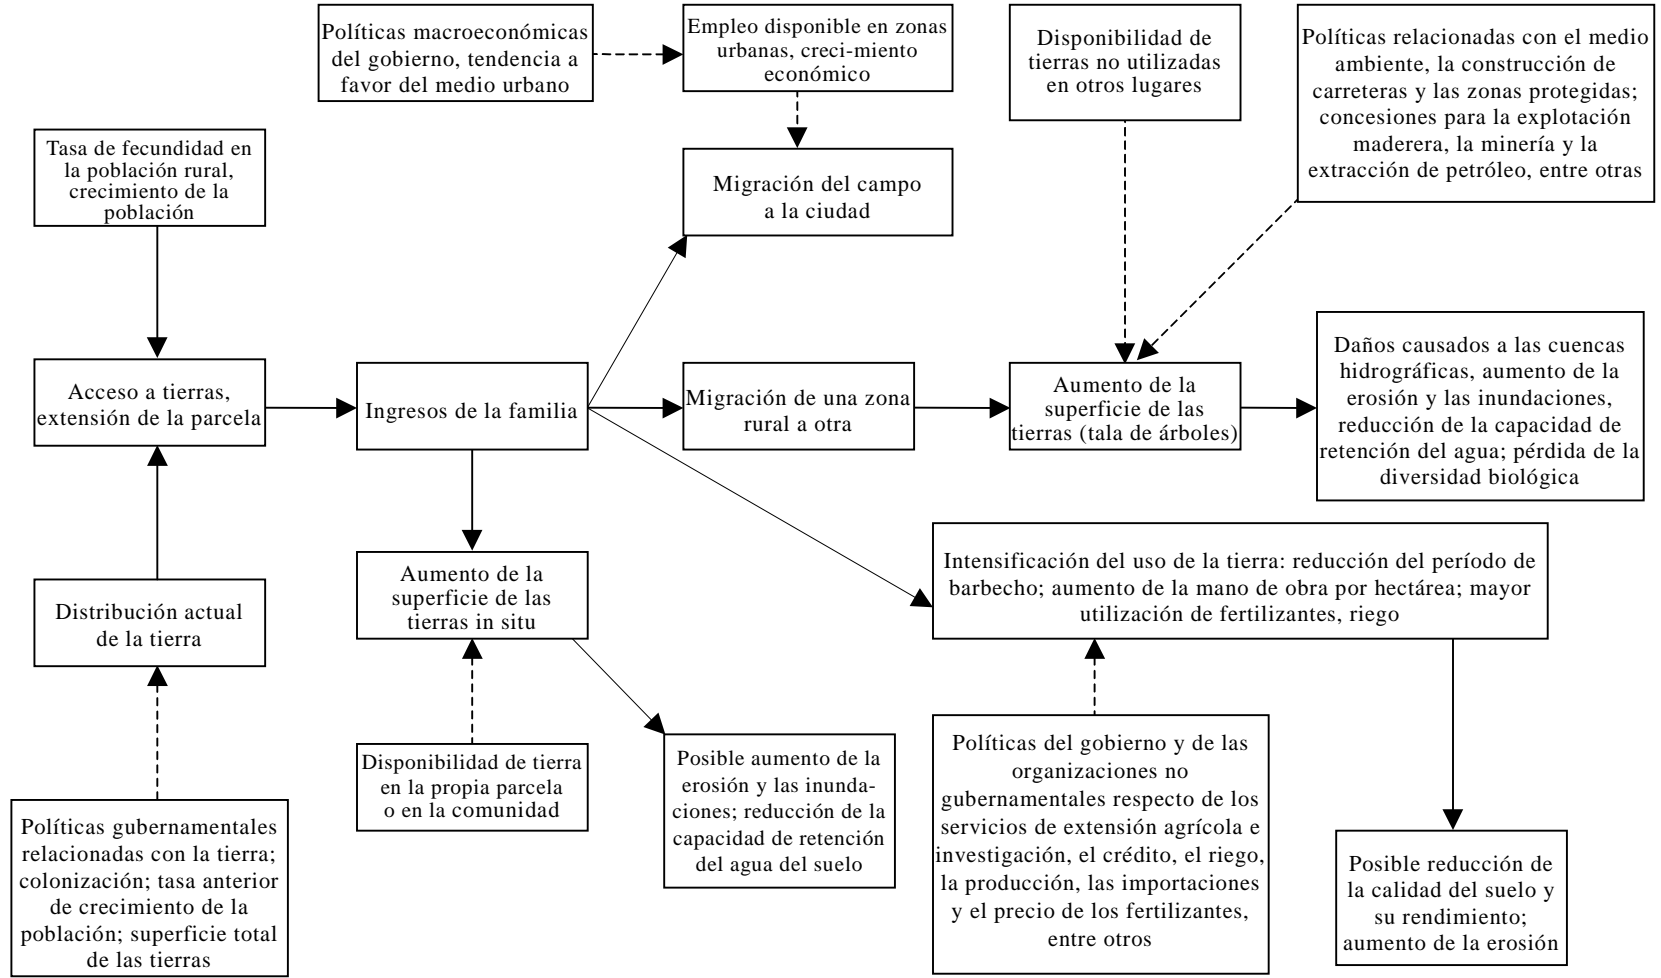 Políticas macroeconómicas
del gobierno, tendencia a
favor del medio urbano
Empleo disponible en zonas
urbanas, creci-miento
económico
Disponibilidad de
tierras no utilizadas
en otros lugares
Políticas relacionadas con el medio
ambiente, la construcción de
carreteras y las zonas protegidas;
concesiones para la explotación
maderera, la minería y la
extracción de petróleo, entre otras
Tasa de fecundidad en
la población rural,
crecimiento de la
población
Migración del campo
a la ciudad
Acceso a tierras,
extensión de la parcela
Ingresos de la familia
Migración de una zona
rural a otra
Aumento de la
superficie de las
tierras (tala de árboles)
Daños causados a las cuencas
hidrográficas, aumento de la
erosión y las inundaciones,
reducción de la capacidad de
retención del agua; pérdida de la
diversidad biológica
Distribución actual
de la tierra
Aumento de la
superficie de las
tierras in situ
Intensificación del uso de la tierra: reducción del período de
barbecho; aumento de la mano de obra por hectárea; mayor
utilización de fertilizantes, riego
Políticas gubernamentales
relacionadas con la tierra;
colonización; tasa anterior
de crecimiento de la
población; superficie total
de las tierras
Disponibilidad de tierra
en la propia parcela
o en la comunidad
Posible aumento de la
erosión y las inunda-
ciones; reducción de la
capacidad de retención
del agua del suelo
Políticas del gobierno y de las
organizaciones no
gubernamentales respecto de los
servicios de extensión agrícola e
investigación, el crédito, el riego,
la producción, las importaciones
y el precio de los fertilizantes,
entre otros
Posible reducción de
la calidad del suelo y
su rendimiento;
aumento de la erosión